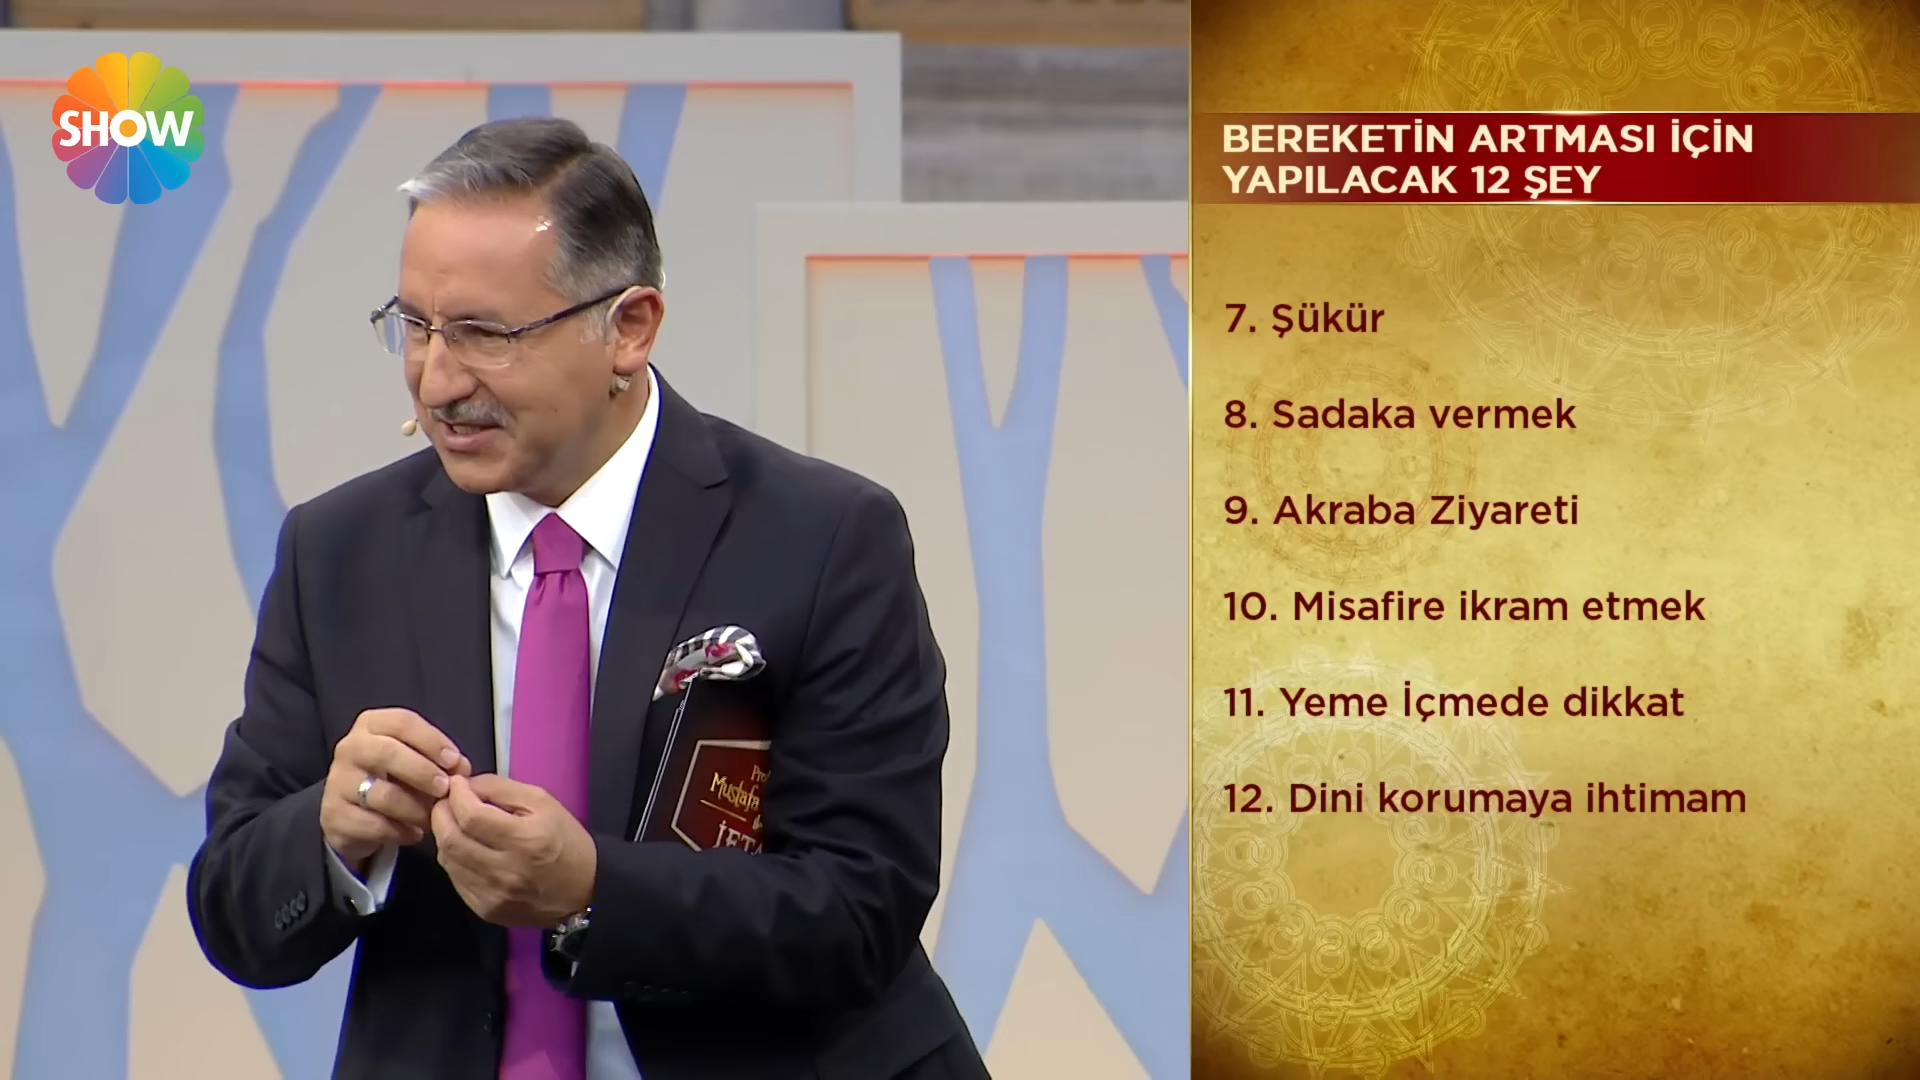 SHOW
BEREKETİN ARTMASI İÇİN
YAPILACAK 12 ŞEY
7. Şükür
8. Sadaka vermek
9. Akraba Ziyareti
10. Misafire ikram etmek
11. Yeme İçmede dikkat
12. Dini korumaya ihtimam
Mustafa